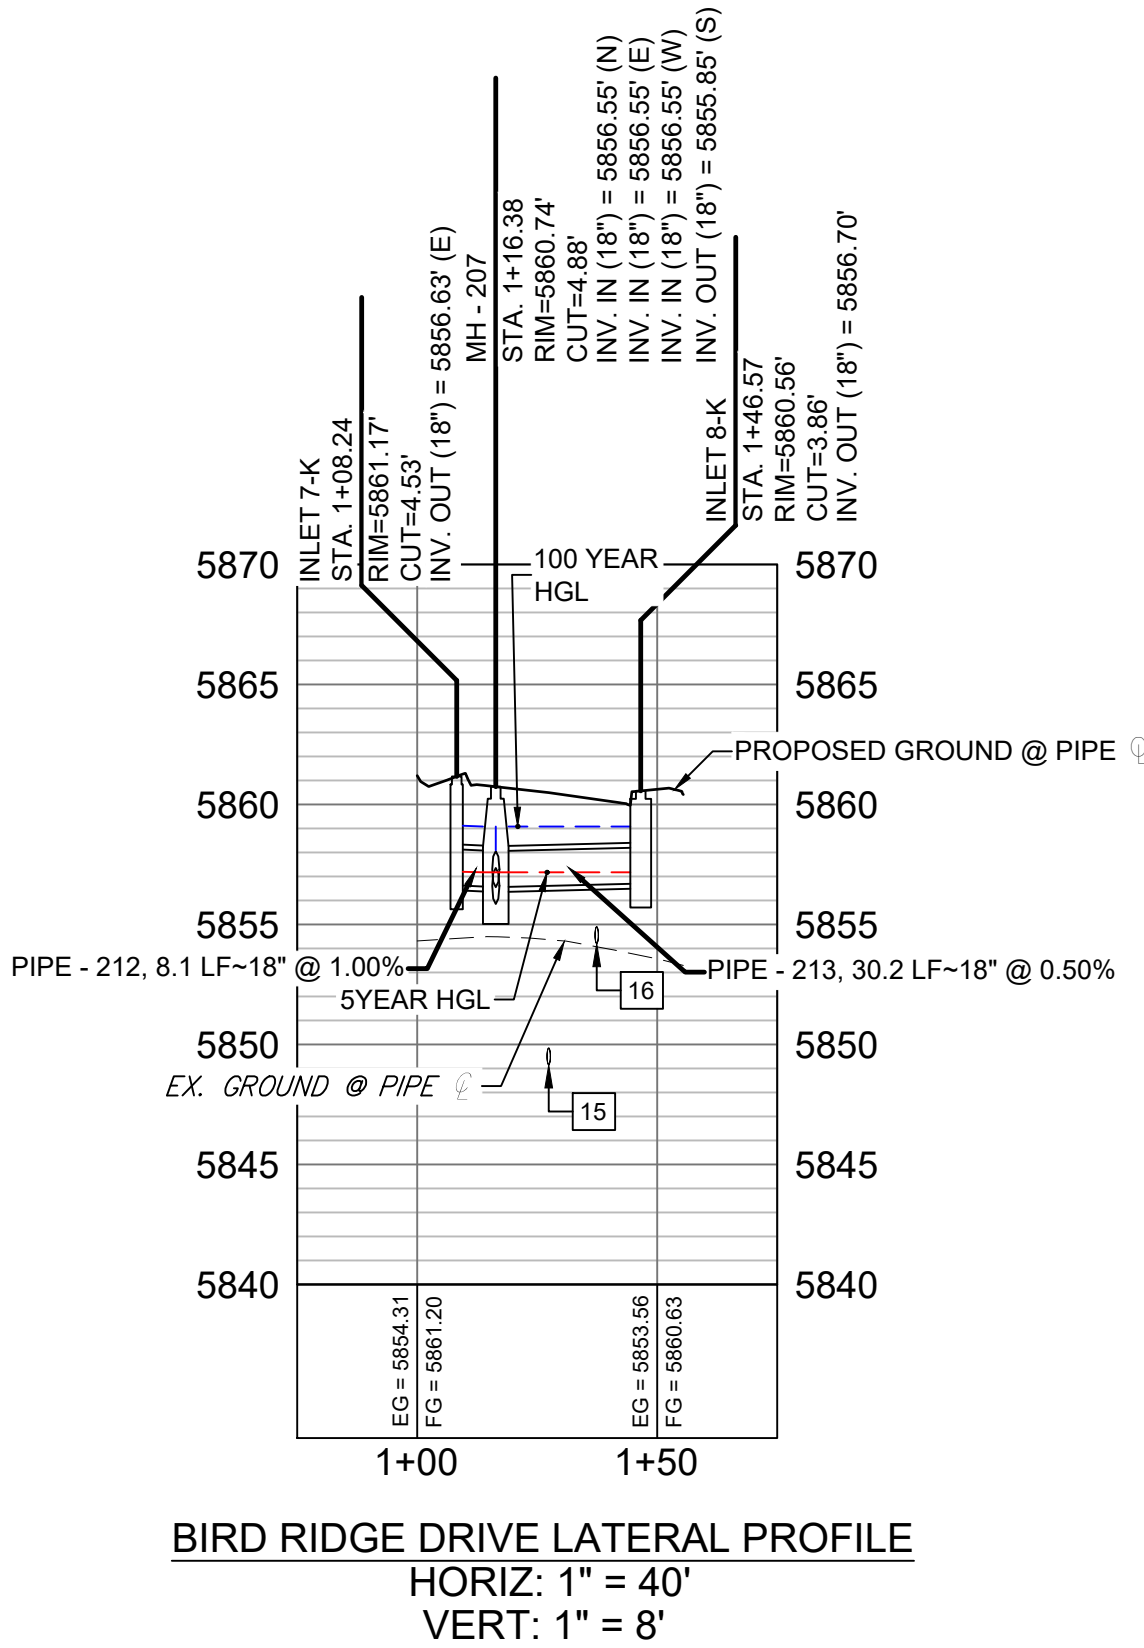 INLET 7-K
STA. 1+08.24
RIM=5861.17'
CUT=4.53'
INV. OUT (18") = 5856.63' (E)
MH - 207
STA. 1+16.38
RIM=5860.74'
CUT=4.88'
INV. IN (18") = 5856.55' (N)
INV. IN (18") = 5856.55' (E)
INV. IN (18") = 5856.55' (W)
INV. OUT (18") = 5855.85' (S)
INLET 8-K
STA. 1+46.57
RIM=5860.56'
CUT=3.86'
INV. OUT (18") = 5856.70'
5870
100 YEAR
HGL
5870
5865
5865
PROPOSED GROUND @ PIPE ℄
5860
5860
5855
5855
PIPE - 212, 8.1 LF~18" @ 1.00%
PIPE - 213, 30.2 LF~18" @ 0.50%
5YEAR HGL
16
5850
5850
EX. GROUND @ PIPE ℄
15
5845
5845
5840
5840
EG = 5854.31
FG = 5861.20
EG = 5853.56
FG = 5860.63
1+00
1+50
BIRD RIDGE DRIVE LATERAL PROFILE
HORIZ: 1" = 40'
VERT: 1" = 8'